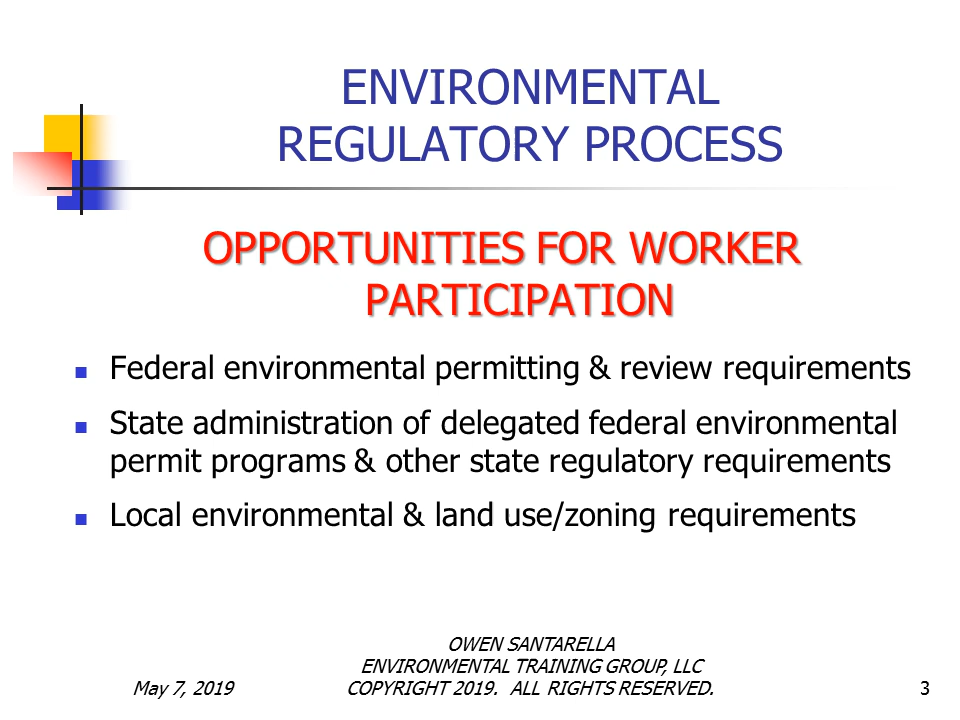 ENVIRONMENTAL
REGULATORY PROCESS
OPPORTUNITIES FOR WORKER
PARTICIPATION
Federal environmental permitting & review requirements
State administration of delegated federal environmental
permit programs & other state regulatory requirements
Local environmental & land use/zoning requirements
May 7, 2019
OWEN SANTARELLA
ENVIRONMENTAL TRAINING GROUP, LLC
COPYRIGHT 2019. ALL RIGHTS RESERVED.
3